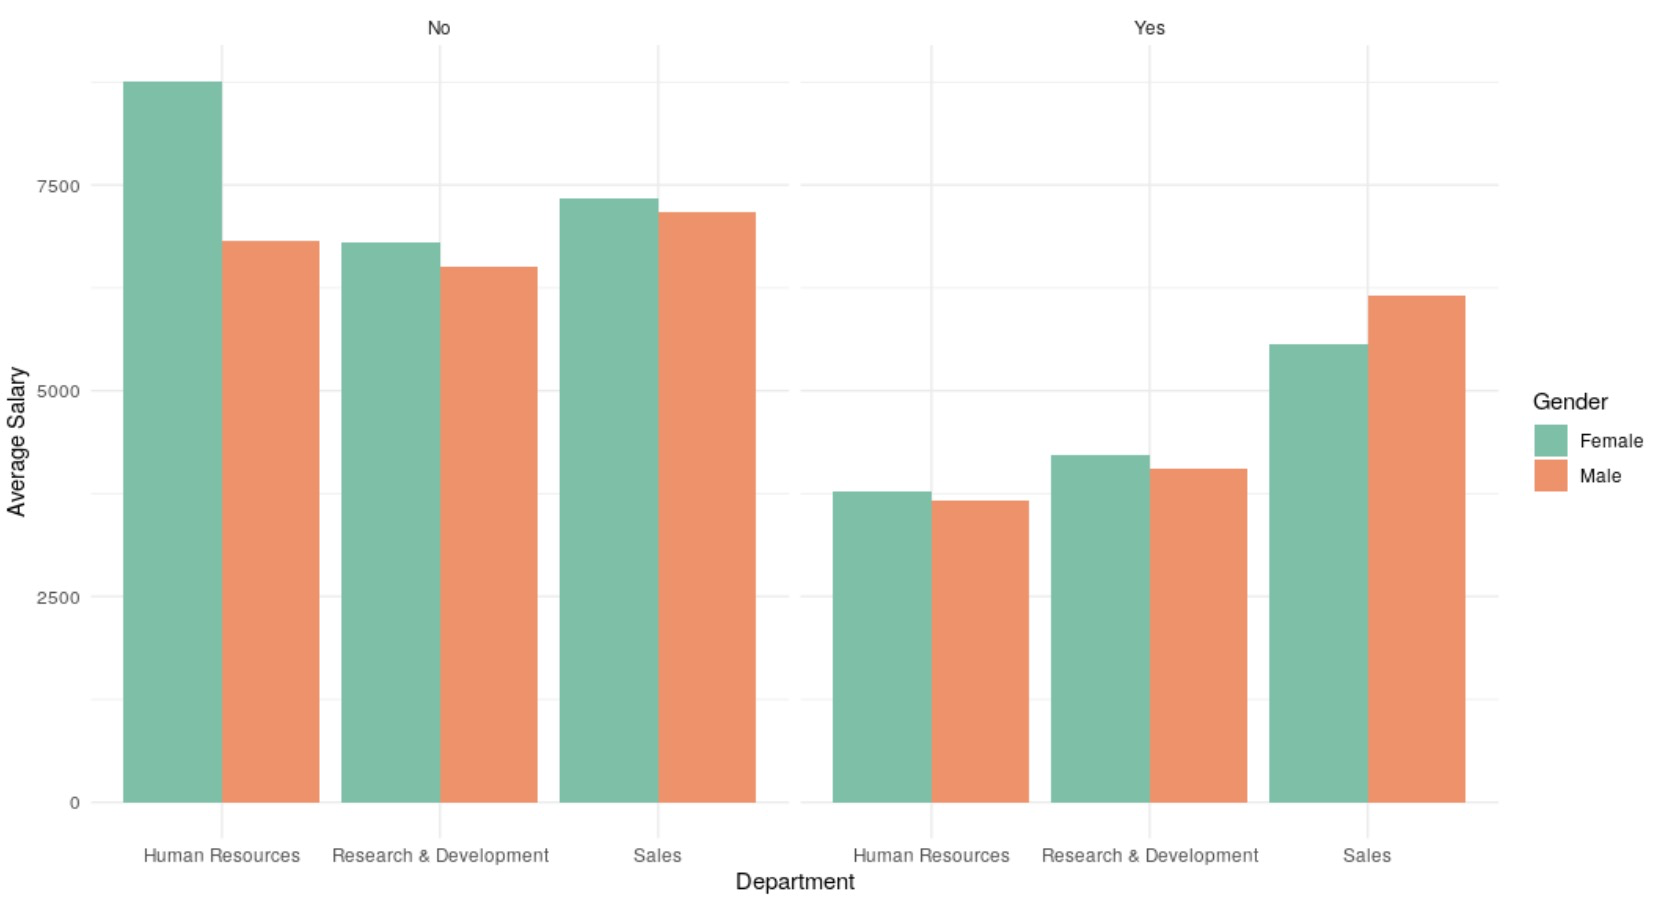 No
Yes
7500
5000
2500
0
Average Salary
Human Resources
Research & Development
Sales
Human Resources
Research & Development
Sales
Department
Gender
Female
Male